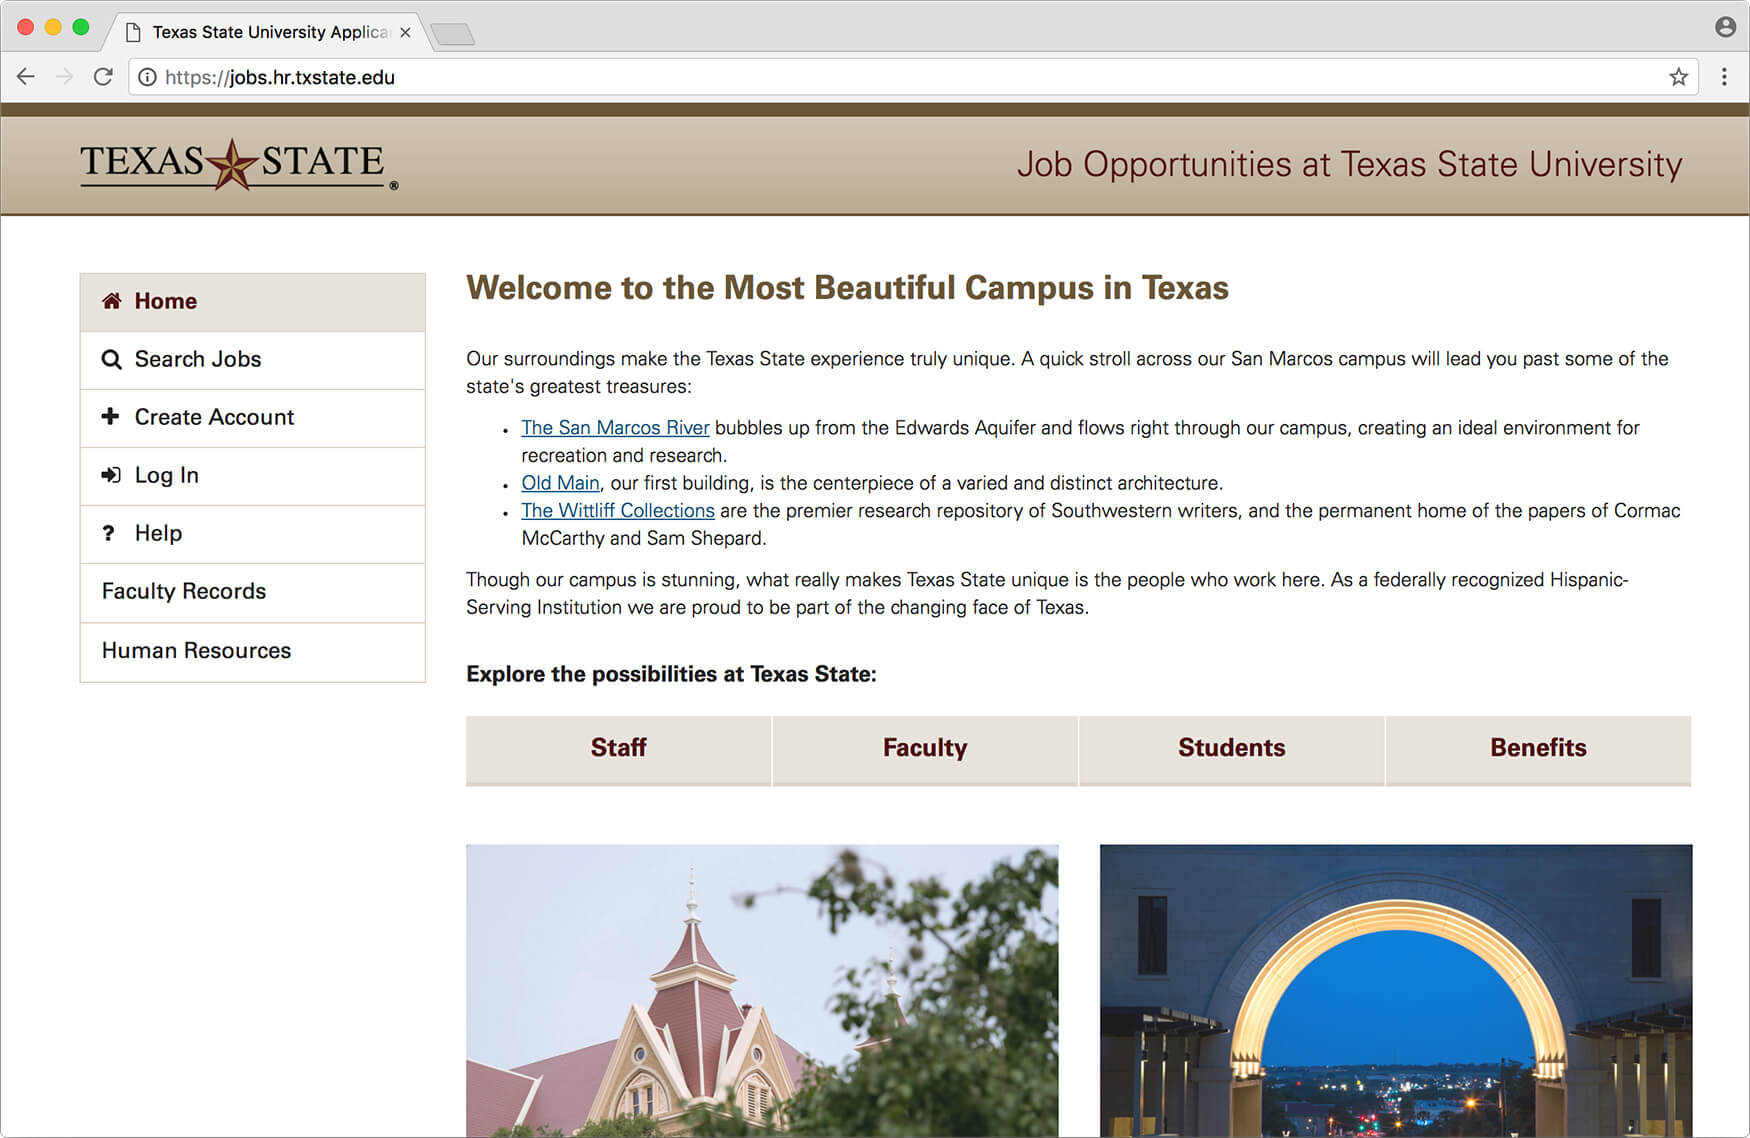 Texas State University Applica
https://jobs.hr.txstate.edu
TEXAS STATE ®
Job Opportunities at Texas State University
Home
Search Jobs
Create Account
Log In
Help
Faculty Records
Human Resources
Welcome to the Most Beautiful Campus in Texas
Our surroundings make the Texas State experience truly unique. A quick stroll across our San Marcos campus will lead you past some of the
state's greatest treasures:
• The San Marcos River bubbles up from the Edwards Aquifer and flows right through our campus, creating an ideal environment for
recreation and research.
• Old Main, our first building, is the centerpiece of a varied and distinct architecture.
• The Wittliff Collections are the premier research repository of Southwestern writers, and the permanent home of the papers of Cormac
McCarthy and Sam Shepard.
Though our campus is stunning, what really makes Texas State unique is the people who work here. As a federally recognized Hispanic-
Serving Institution we are proud to be part of the changing face of Texas.
Explore the possibilities at Texas State:
Staff
Faculty
Students
Benefits